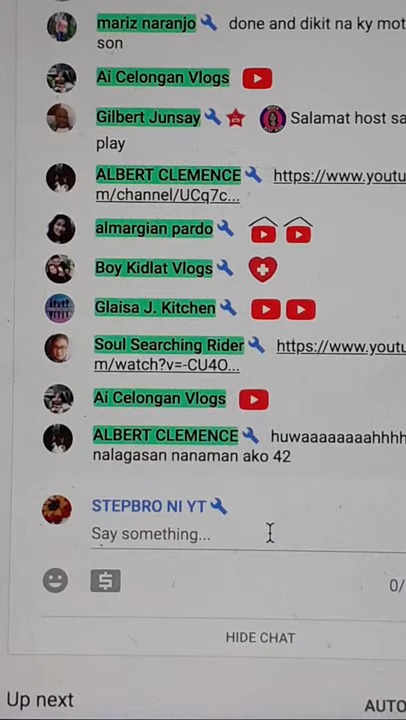 mariz naranjo done and dikit na ky mot
son
Ai Celongan Vlogs
Gilbert Junsay Salamat host sa
play
ALBERT CLEMENCE https://www.youtu
m/channel/UCq7c...
almargian pardo
Boy Kidlat Vlogs
Glaisa J. Kitchen
Soul Searching Rider https://www.youtu
m/watch?v=-CU4O...
Ai Celongan Vlogs
ALBERT CLEMENCE huwaaaaaaaahhhh
nalagasan nanaman ako 42
STEPBRO NI YT
Say something...
0/
HIDE CHAT
Up next
AUTO